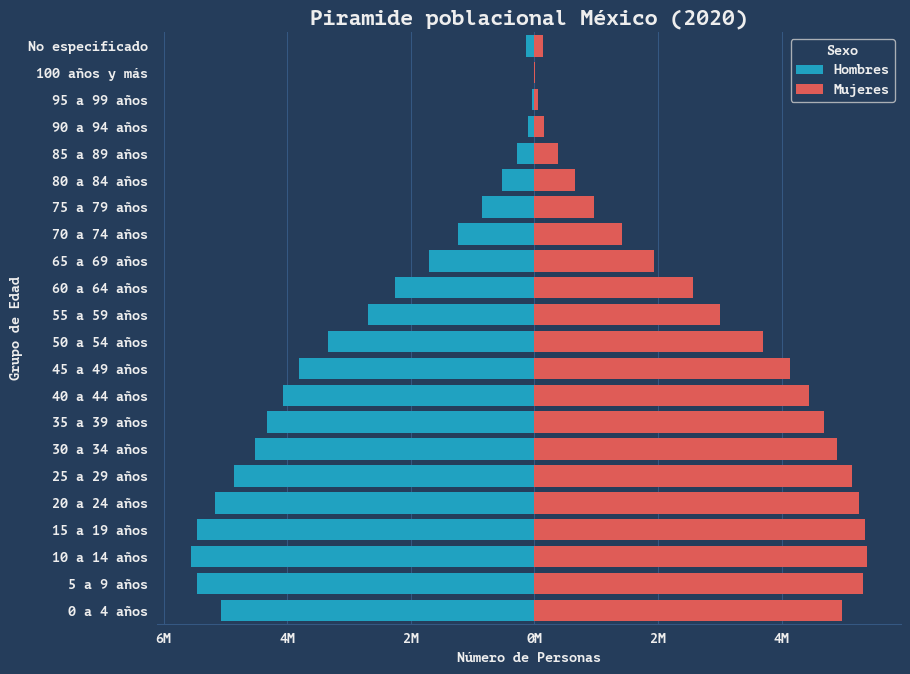 Piramide poblacional México (2020)
Sexo
Hombres
Mujeres
Grupo de Edad
No especificado
100 años y más
95 a 99 años
90 a 94 años
85 a 89 años
80 a 84 años
75 a 79 años
70 a 74 años
65 a 69 años
60 a 64 años
55 a 59 años
50 a 54 años
45 a 49 años
40 a 44 años
35 a 39 años
30 a 34 años
25 a 29 años
20 a 24 años
15 a 19 años
10 a 14 años
5 a 9 años
0 a 4 años
6M 4M 2M 0M 2M 4M
Número de Personas